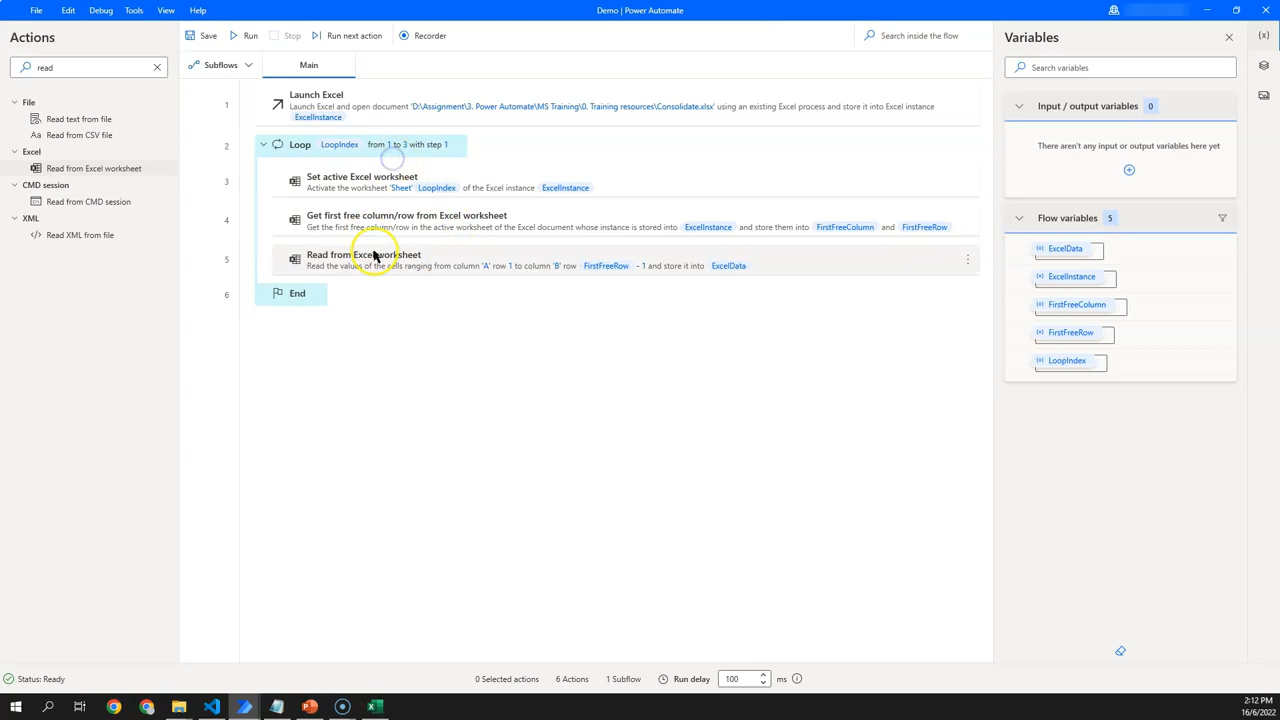 File Edit Debug Tools View Help
Demo | Power Automate
Actions
read
File
Read text from file
Aa Read from CSV file
Excel
Read from Excel worksheet
CMD session
Read from CMD session
XML
Read XML from file
Save Run Stop Run next action Recorder
Search inside the flow
Subflows Main
1
Launch Excel
Launch Excel and open document 'D:\Assignment\3. Power Automate\MS Training\0. Training resources\Consolidate.xlsx' using an existing Excel process and store it into Excel instance
ExcelInstance
2
Loop LoopIndex from 1 to 3 with step 1
3
Set active Excel worksheet
Activate the worksheet 'Sheet' LoopIndex of the Excel instance ExcelInstance
4
Get first free column/row from Excel worksheet
Get the first free column/row in the active worksheet of the Excel document whose instance is stored into ExcelInstance and store them into FirstFreeColumn and FirstFreeRow
5
Read from Excel worksheet
Read the values of the cells ranging from column 'A' row 1 to column 'B' row FirstFreeRow - 1 and store it into ExcelData
6
End
Variables
{x}
Search variables
Input / output variables 0
There aren't any input or output variables here yet
Flow variables 5
{x} ExcelData
{x} ExcelInstance
{x} FirstFreeColumn
{x} FirstFreeRow
{x} LoopIndex
Status: Ready
0 Selected actions 6 Actions 1 Subflow Run delay 100 ms
2:12 PM
16/6/2022